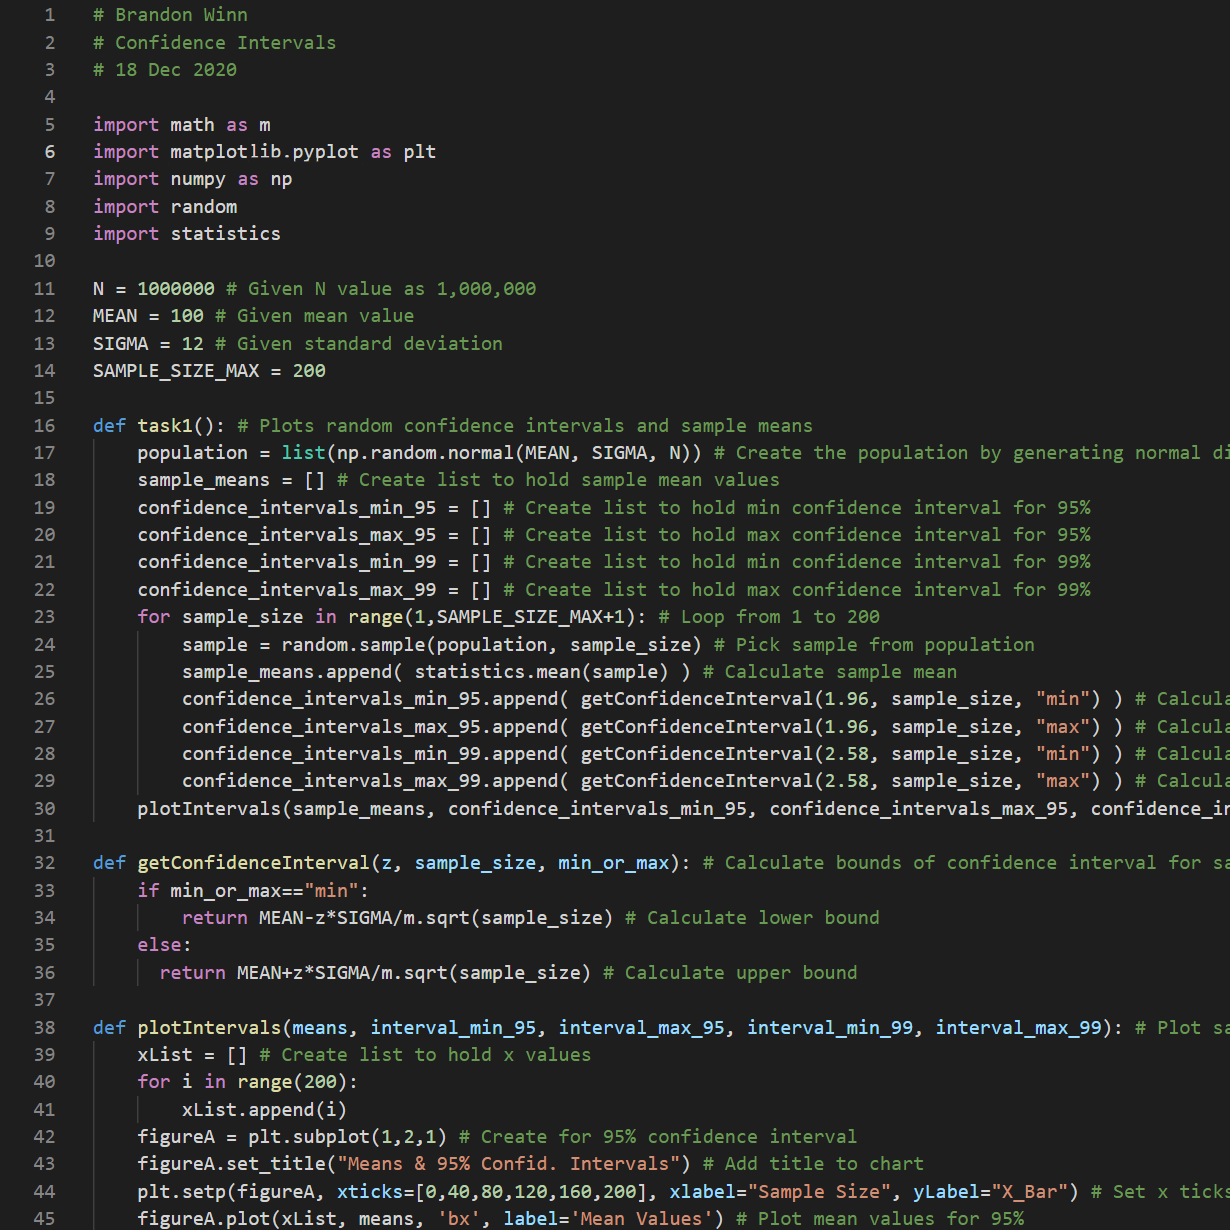 1 # Brandon Winn
2 # Confidence Intervals
3 # 18 Dec 2020
4
5 import math as m
6 import matplotlib.pyplot as plt
7 import numpy as np
8 import random
9 import statistics
10
11 N = 1000000 # Given N value as 1,000,000
12 MEAN = 100 # Given mean value
13 SIGMA = 12 # Given standard deviation
14 SAMPLE_SIZE_MAX = 200
15
16 def task1(): # Plots random confidence intervals and sample means
17     population = list(np.random.normal(MEAN, SIGMA, N)) # Create the population by generating normal di
18     sample_means = [] # Create list to hold sample mean values
19     confidence_intervals_min_95 = [] # Create list to hold min confidence interval for 95%
20     confidence_intervals_max_95 = [] # Create list to hold max confidence interval for 95%
21     confidence_intervals_min_99 = [] # Create list to hold min confidence interval for 99%
22     confidence_intervals_max_99 = [] # Create list to hold max confidence interval for 99%
23     for sample_size in range(1,SAMPLE_SIZE_MAX+1): # Loop from 1 to 200
24         sample = random.sample(population, sample_size) # Pick sample from population
25         sample_means.append( statistics.mean(sample) ) # Calculate sample mean
26         confidence_intervals_min_95.append( getConfidenceInterval(1.96, sample_size, "min") ) # Calcula
27         confidence_intervals_max_95.append( getConfidenceInterval(1.96, sample_size, "max") ) # Calcula
28         confidence_intervals_min_99.append( getConfidenceInterval(2.58, sample_size, "min") ) # Calcula
29         confidence_intervals_max_99.append( getConfidenceInterval(2.58, sample_size, "max") ) # Calcula
30     plotIntervals(sample_means, confidence_intervals_min_95, confidence_intervals_max_95, confidence_in
31
32 def getConfidenceInterval(z, sample_size, min_or_max): # Calculate bounds of confidence interval for sa
33     if min_or_max=="min":
34         return MEAN-z*SIGMA/m.sqrt(sample_size) # Calculate lower bound
35     else:
36       return MEAN+z*SIGMA/m.sqrt(sample_size) # Calculate upper bound
37
38 def plotIntervals(means, interval_min_95, interval_max_95, interval_min_99, interval_max_99): # Plot sa
39     xList = [] # Create list to hold x values
40     for i in range(200):
41         xList.append(i)
42     figureA = plt.subplot(1,2,1) # Create for 95% confidence interval
43     figureA.set_title("Means & 95% Confid. Intervals") # Add title to chart
44     plt.setp(figureA, xticks=[0,40,80,120,160,200], xlabel="Sample Size", yLabel="X_Bar") # Set x ticks
45     figureA.plot(xList, means, 'bx', label='Mean Values') # Plot mean values for 95%